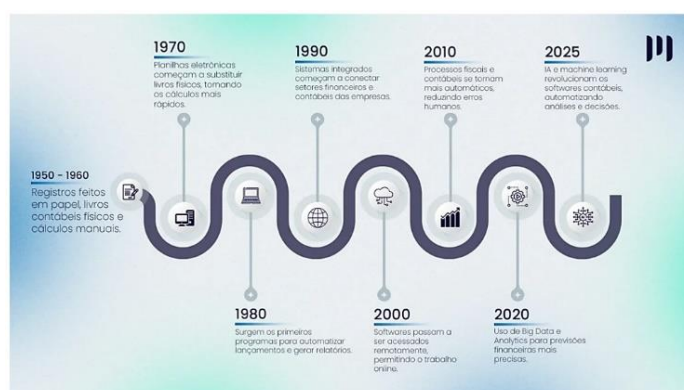 1950 - 1960
Registros feitos
em papel, livros
contábeis físicos e
cálculos manuais.
1970
Planilhas eletrônicas
começam a substituir
livros físicos, tornando
os cálculos mais
rápidos.
1980
Surgem os primeiros
programas para automatizar
lançamentos e gerar relatórios.
1990
Sistemas integrados
começam a conectar
setores financeiros e
contábeis das empresas.
2000
Softwares passam a
ser acessados
remotamente,
permitindo o trabalho
online.
2010
Processos fiscais e
contábeis se tornam
mais automáticos,
reduzindo erros
humanos.
2020
Uso de Big Data e
Analytics para previsões
financeiras mais
precisas.
2025
IA e machine learning
revolucionam os
softwares contábeis,
automatizando
análises e decisões.